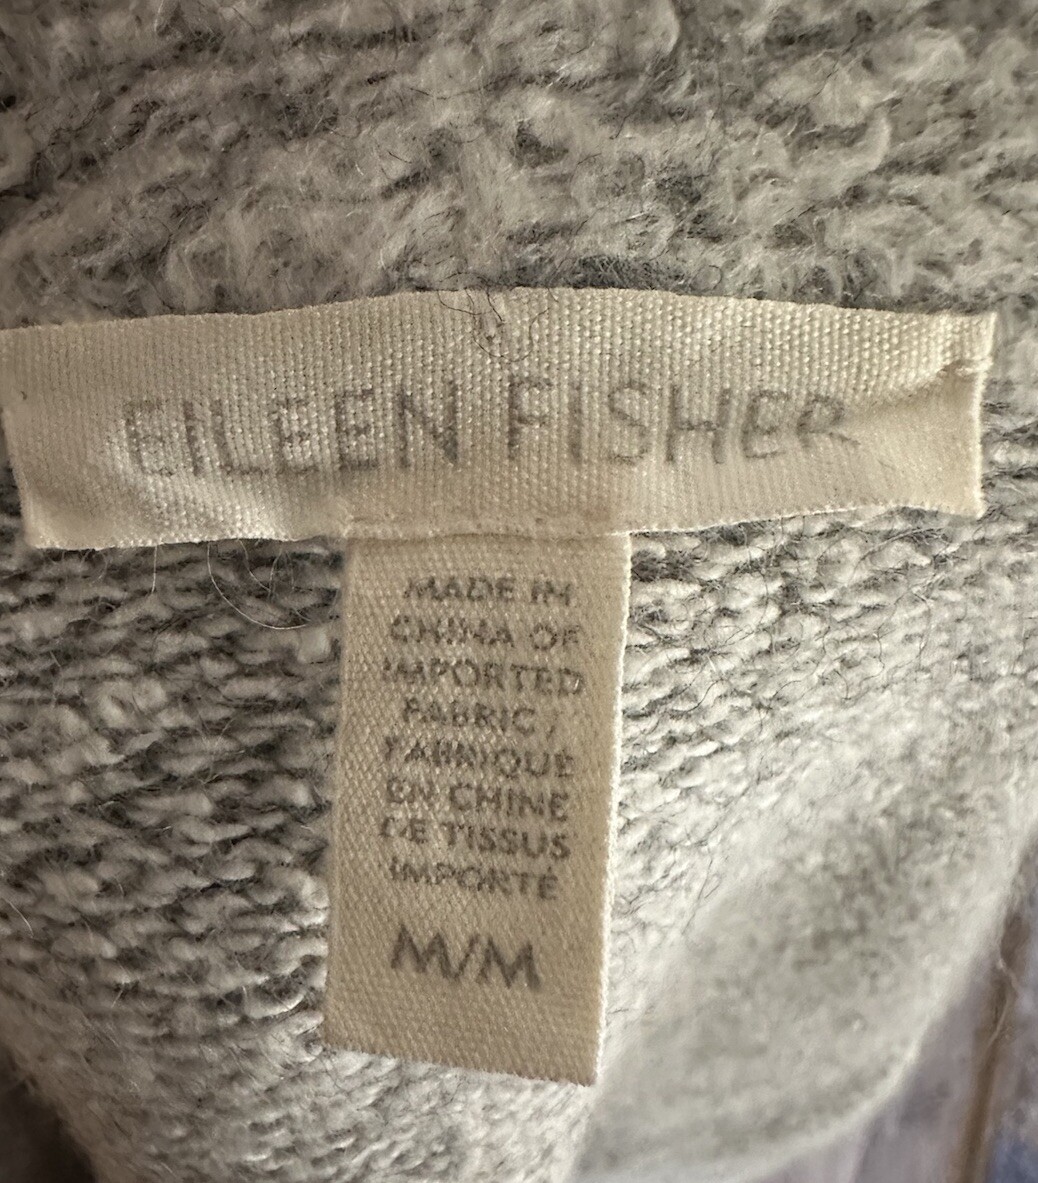 EILEEN FISHER
MADE IN
CHINA OF
IMPORTED
FABRIC /
FABRIQUÉ
EN CHINE
DE TISSUS
IMPORTÉ
M/M